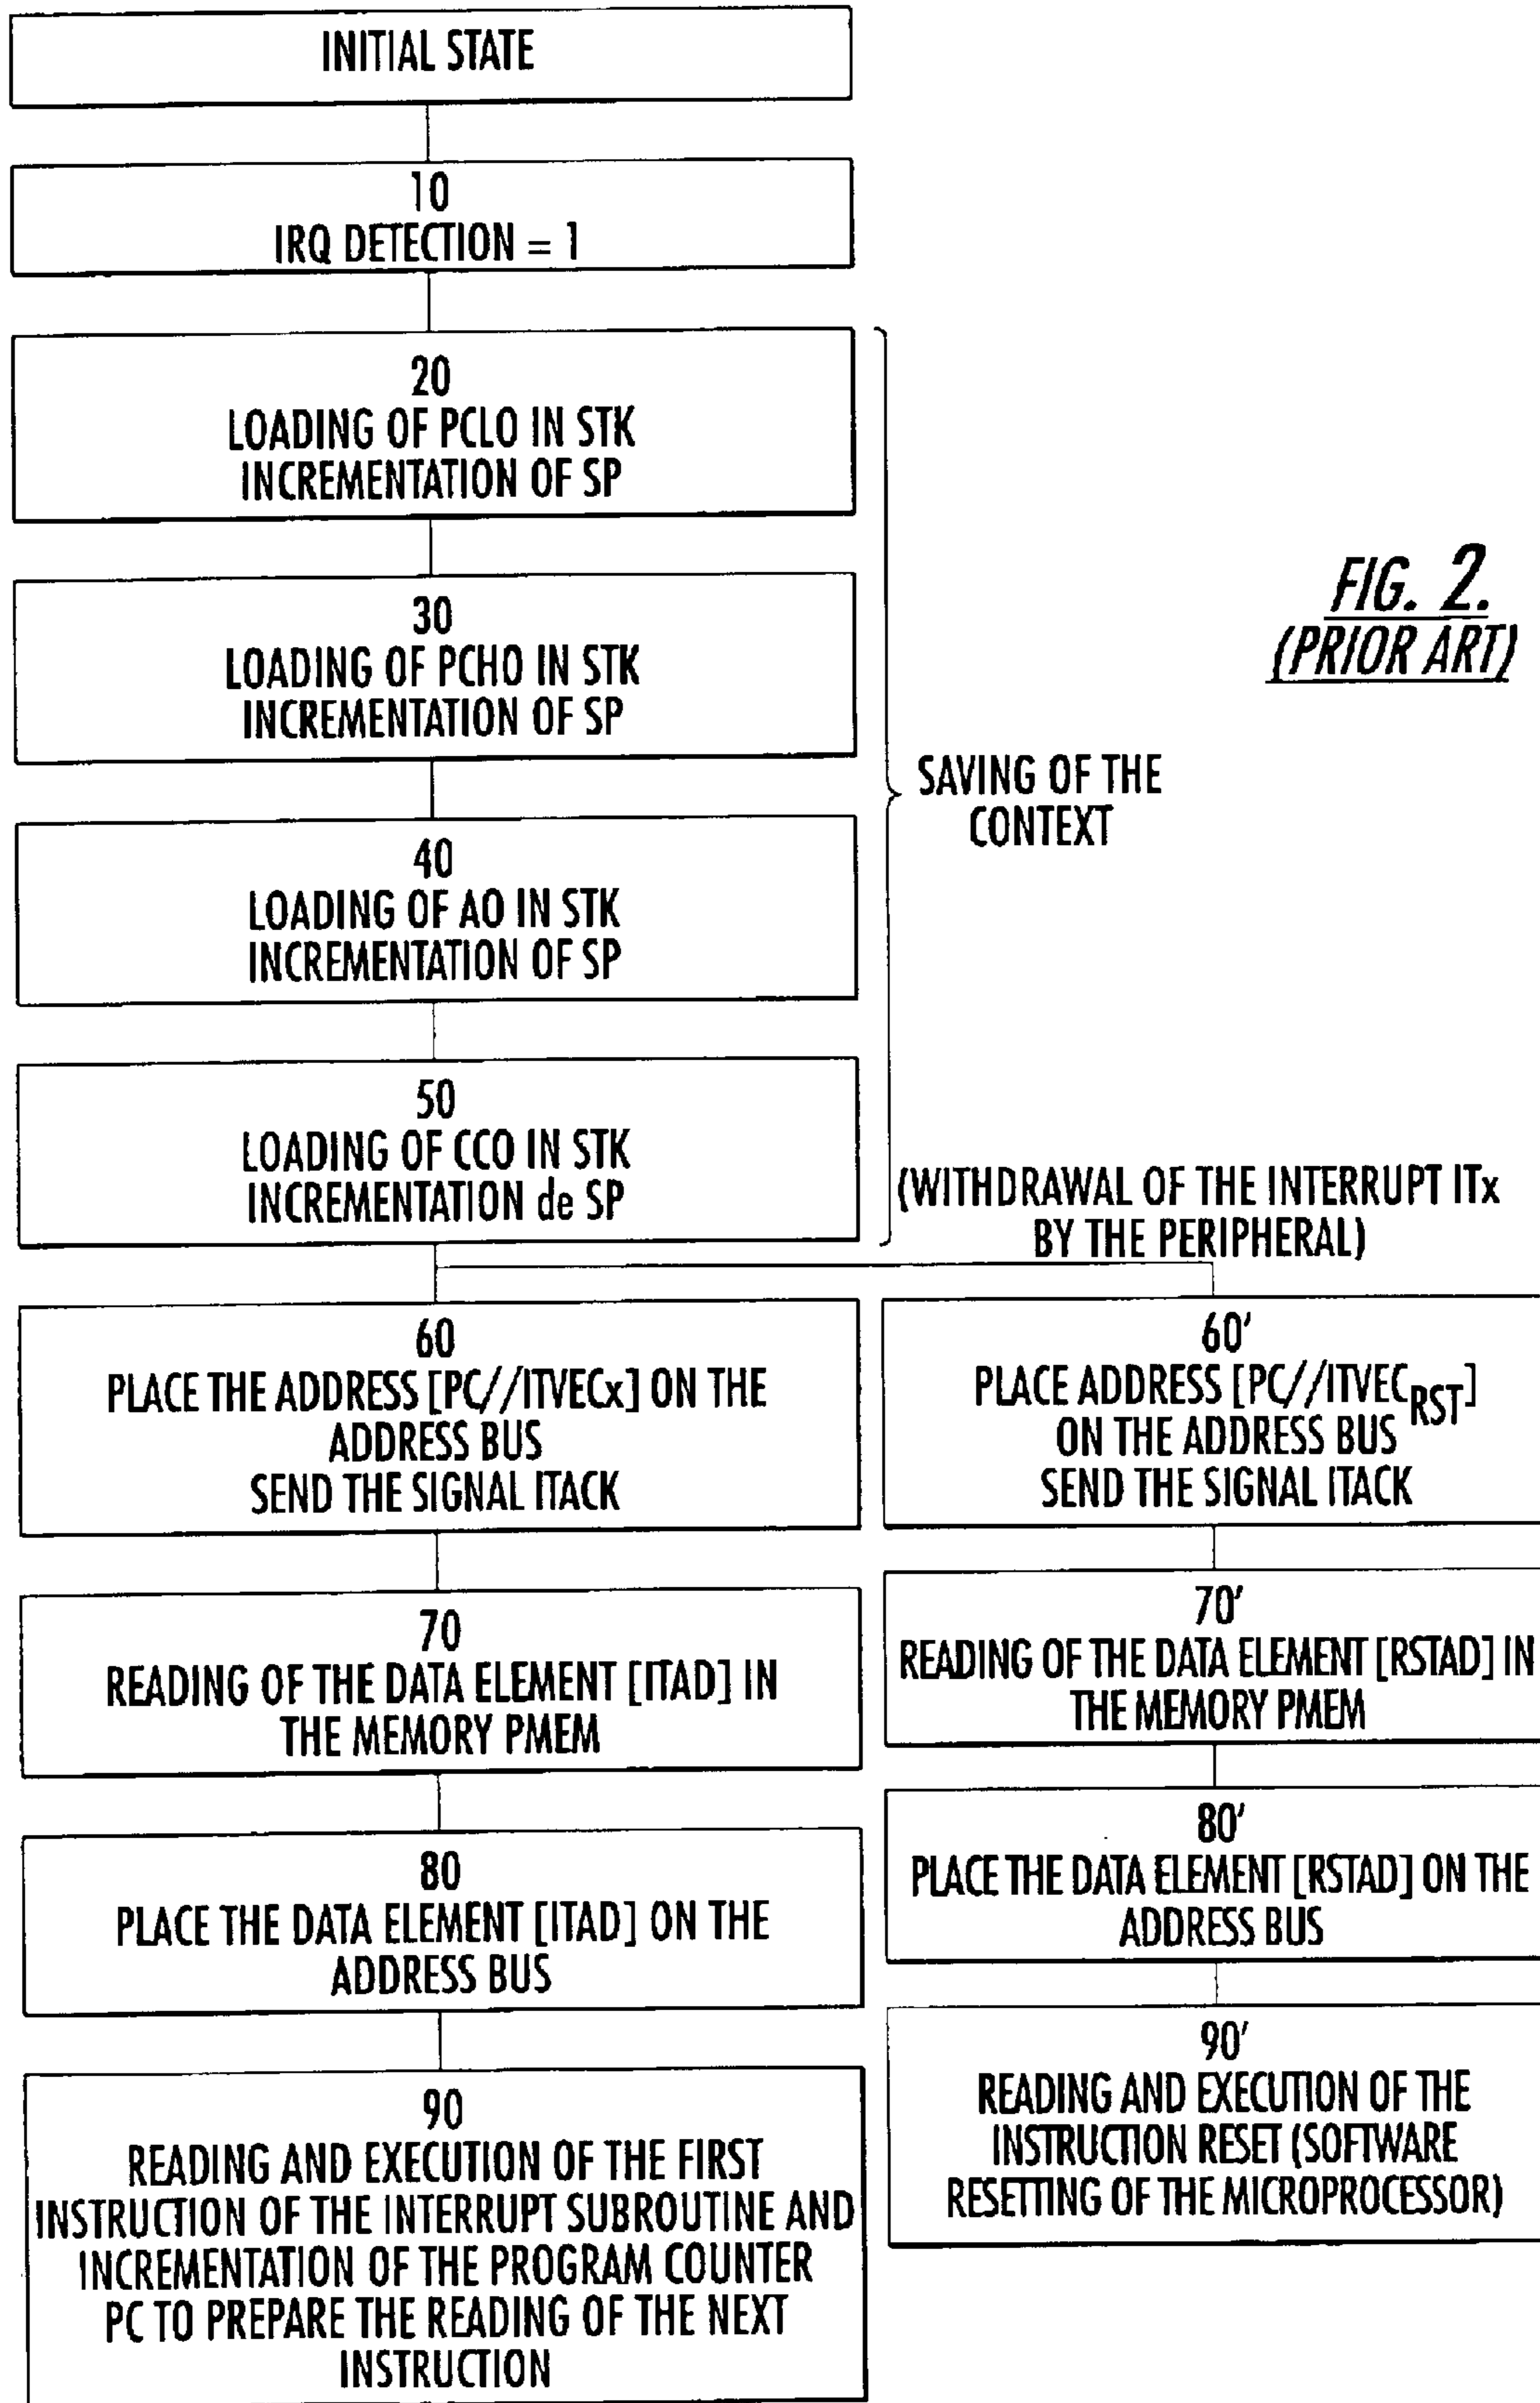 INITIAL STATE
10
IRQ DETECTION = 1
20
LOADING OF PCLO IN STK
INCREMENTATION OF SP
30
LOADING OF PCHO IN STK
INCREMENTATION OF SP
40
LOADING OF AO IN STK
INCREMENTATION OF SP
50
LOADING OF CCO IN STK
INCREMENTATION de SP
SAVING OF THE
CONTEXT
FIG. 2.
(PRIOR ART)
(WITHDRAWAL OF THE INTERRUPT ITx
BY THE PERIPHERAL)
60
PLACE THE ADDRESS [PC//ITVECx] ON THE
ADDRESS BUS
SEND THE SIGNAL ITACK
70
READING OF THE DATA ELEMENT [ITAD] IN
THE MEMORY PMEM
80
PLACE THE DATA ELEMENT [ITAD] ON THE
ADDRESS BUS
90
READING AND EXECUTION OF THE FIRST
INSTRUCTION OF THE INTERRUPT SUBROUTINE AND
INCREMENTATION OF THE PROGRAM COUNTER
PC TO PREPARE THE READING OF THE NEXT
INSTRUCTION
60'
PLACE ADDRESS [PC//ITVECRST]
ON THE ADDRESS BUS
SEND THE SIGNAL ITACK
70'
READING OF THE DATA ELEMENT [RSTAD] IN
THE MEMORY PMEM
80'
PLACE THE DATA ELEMENT [RSTAD] ON THE
ADDRESS BUS
90'
READING AND EXECUTION OF THE
INSTRUCTION RESET (SOFTWARE
RESETTING OF THE MICROPROCESSOR)